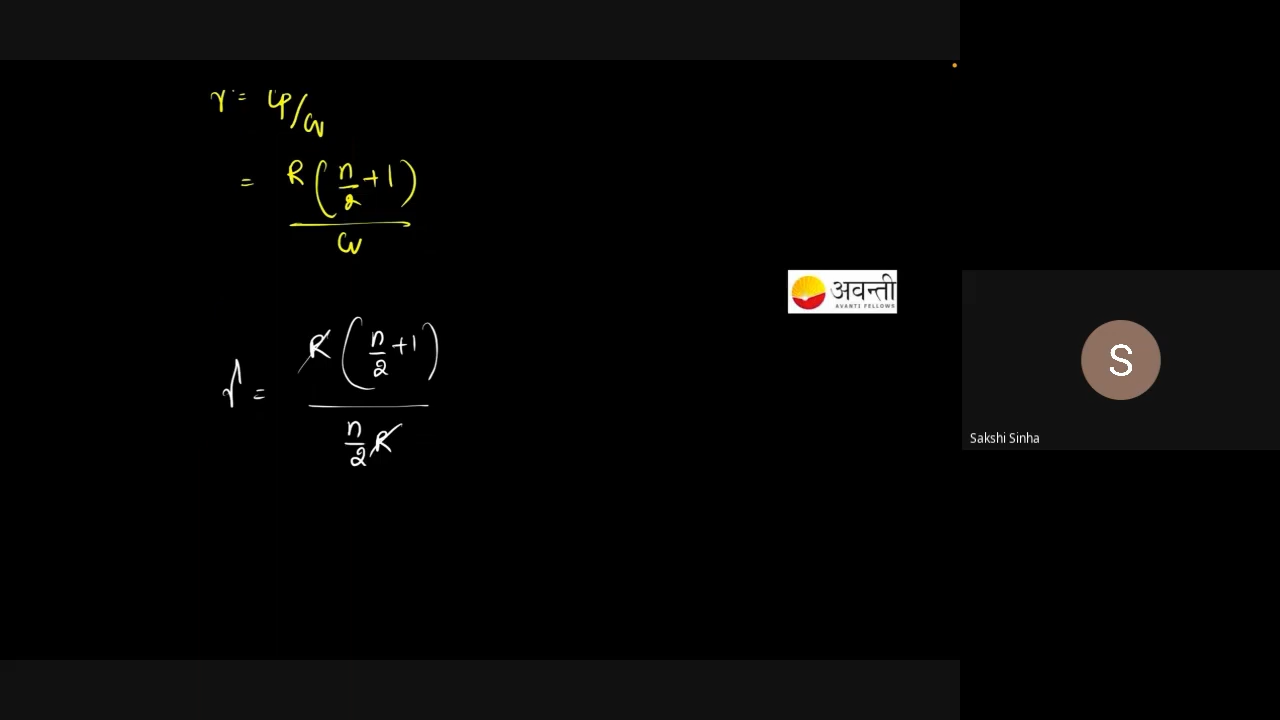 γ = Cp/Cv
= R(n/2 + 1)
Cv
γ = R(n/2 + 1)
n/2 R
अवन्ती
AVANTI FELLOWS
S
Sakshi Sinha